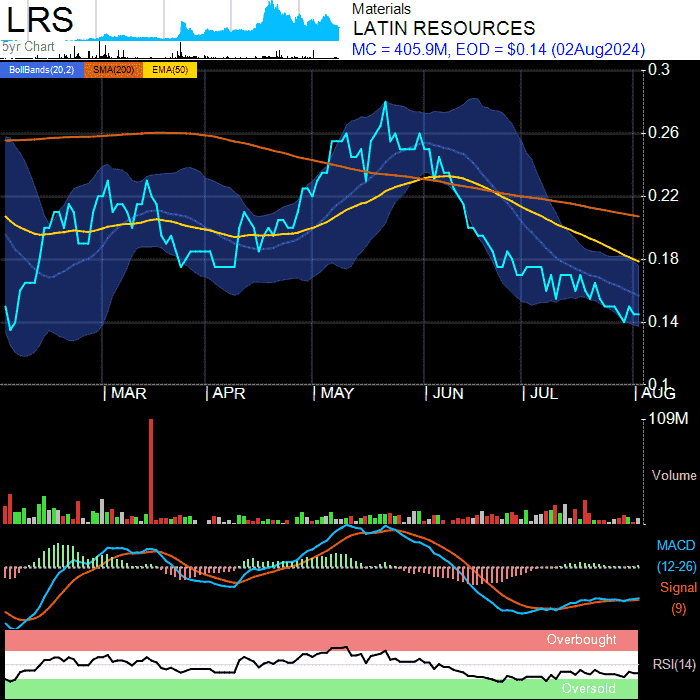 LRS
5yr Chart
Materials
LATIN RESOURCES
MC = 405.9M, EOD = $0.14 (02Aug2024)
BollBands(20,2) SMA(200) EMA(50)
0.3
0.26
0.22
0.18
0.14
0.1
| MAR | APR | MAY | JUN | JUL | AUG
109M
Volume
MACD
(12-26)
Signal
(9)
Overbought
RSI(14)
Oversold